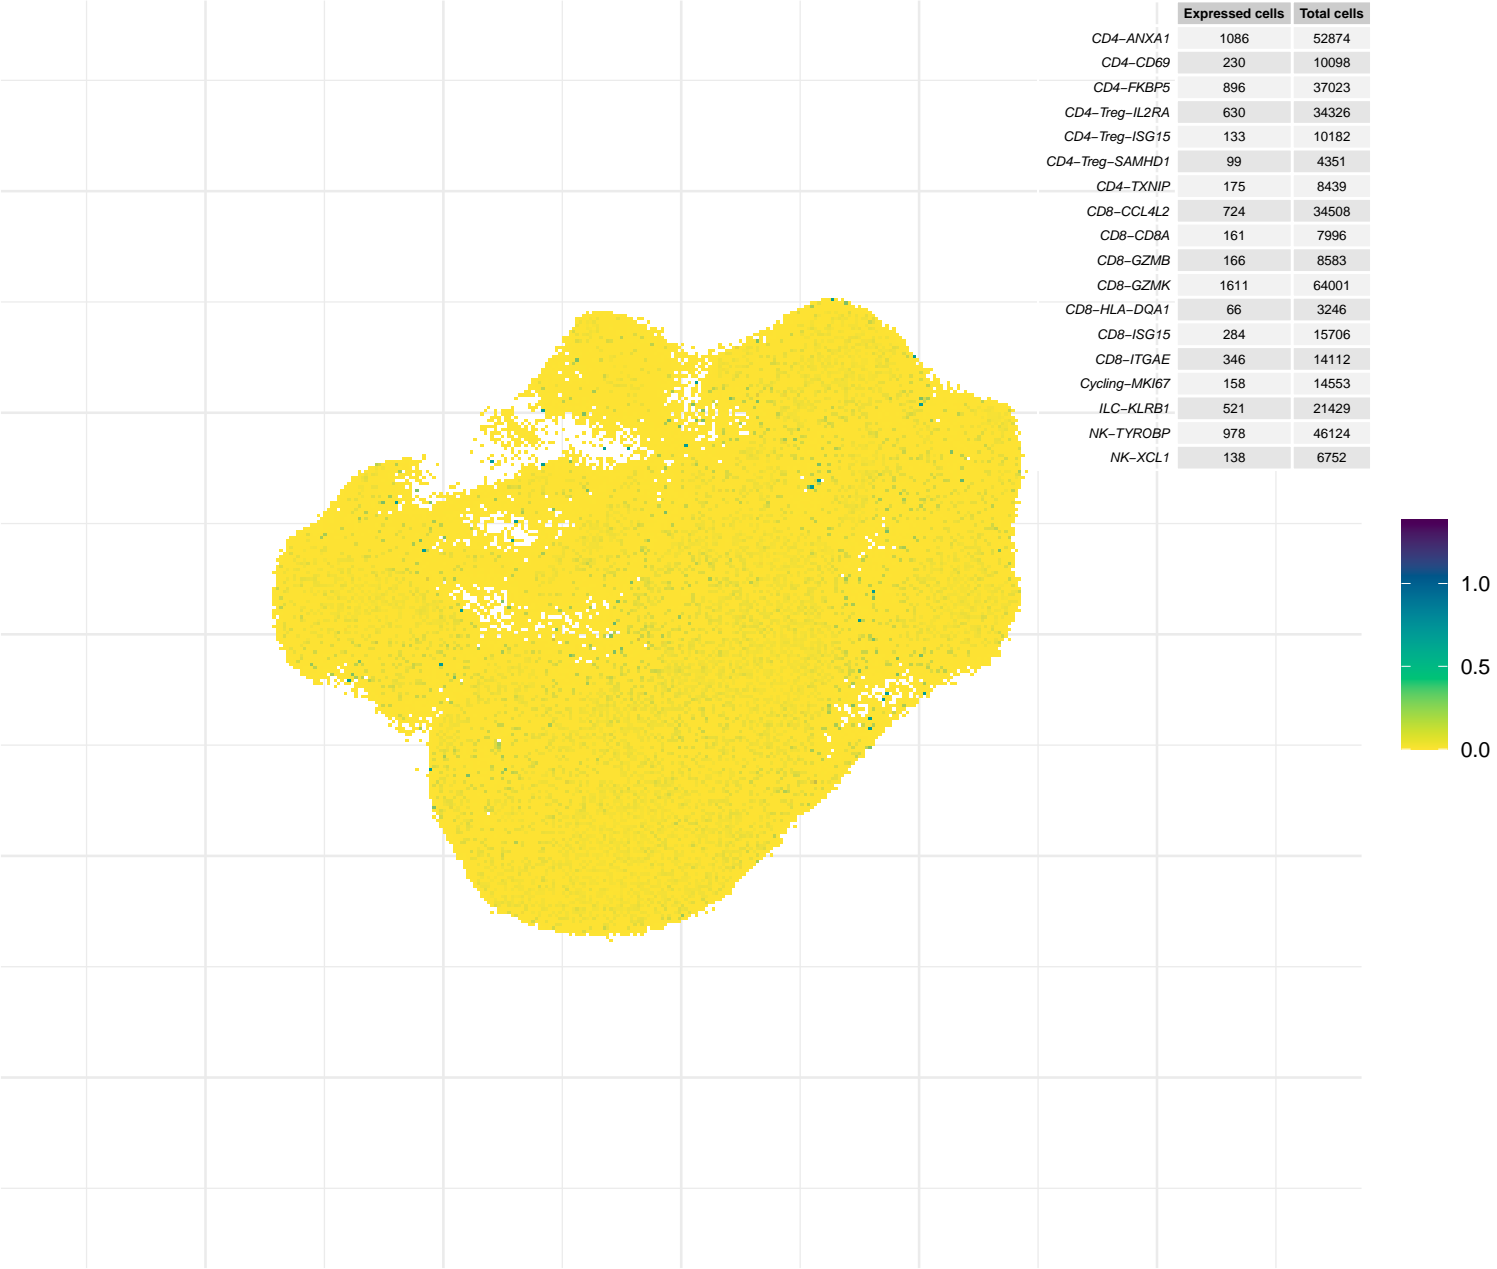 Expressed cells Total cells
CD4−ANXA1 1086 52874
CD4−CD69 230 10098
CD4−FKBP5 896 37023
CD4−Treg−IL2RA 630 34326
CD4−Treg−ISG15 133 10182
CD4−Treg−SAMHD1 99 4351
CD4−TXNIP 175 8439
CD8−CCL4L2 724 34508
CD8−CD8A 161 7996
CD8−GZMB 166 8583
CD8−GZMK 1611 64001
CD8−HLA−DQA1 66 3246
CD8−ISG15 284 15706
CD8−ITGAE 346 14112
Cycling−MKI67 158 14553
ILC−KLRB1 521 21429
NK−TYROBP 978 46124
NK−XCL1 138 6752
1.0
0.5
0.0